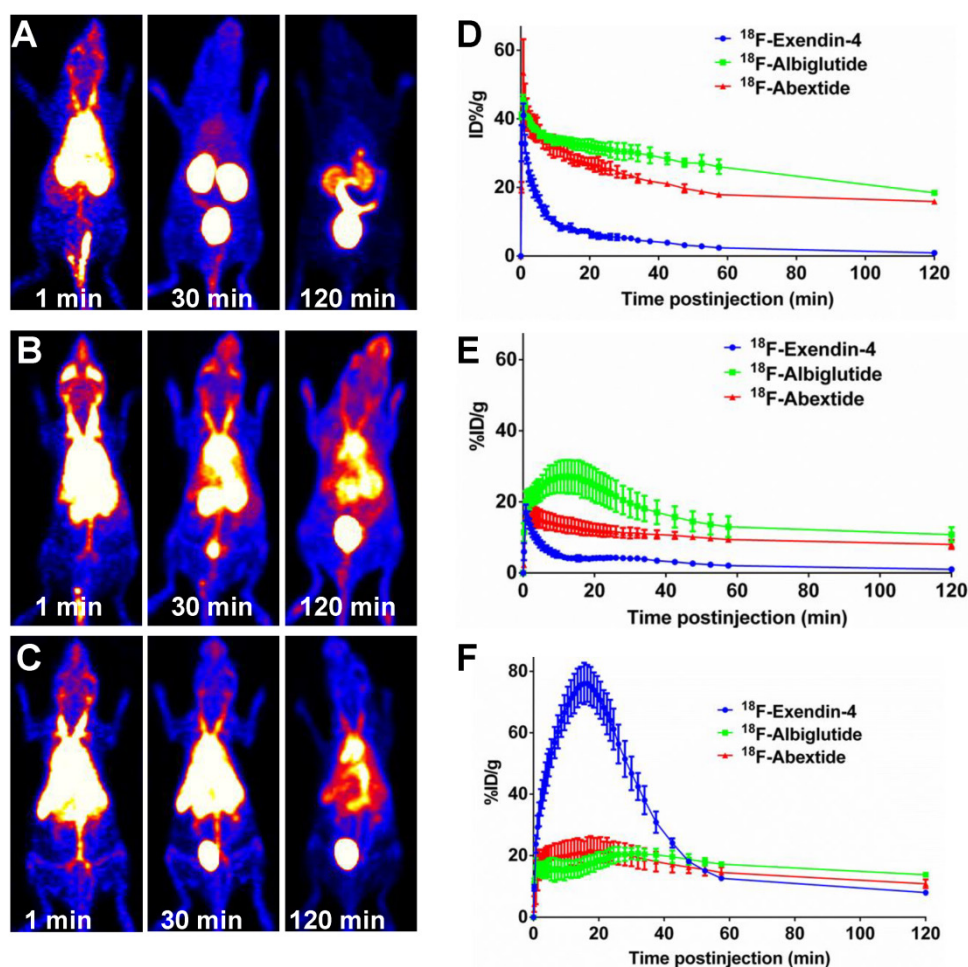 A
1 min
30 min
120 min
B
1 min
30 min
120 min
C
1 min
30 min
120 min
D
¹⁸F-Exendin-4
¹⁸F-Albiglutide
¹⁸F-Abextide
ID%/g
60
40
20
0
0 20 40 60 80 100 120
Time postinjection (min)
E
¹⁸F-Exendin-4
¹⁸F-Albiglutide
¹⁸F-Abextide
%ID/g
60
40
20
0
0 20 40 60 80 100 120
Time postinjection (min)
F
¹⁸F-Exendin-4
¹⁸F-Albiglutide
¹⁸F-Abextide
%ID/g
80
60
40
20
0
0 20 40 60 80 100 120
Time postinjection (min)